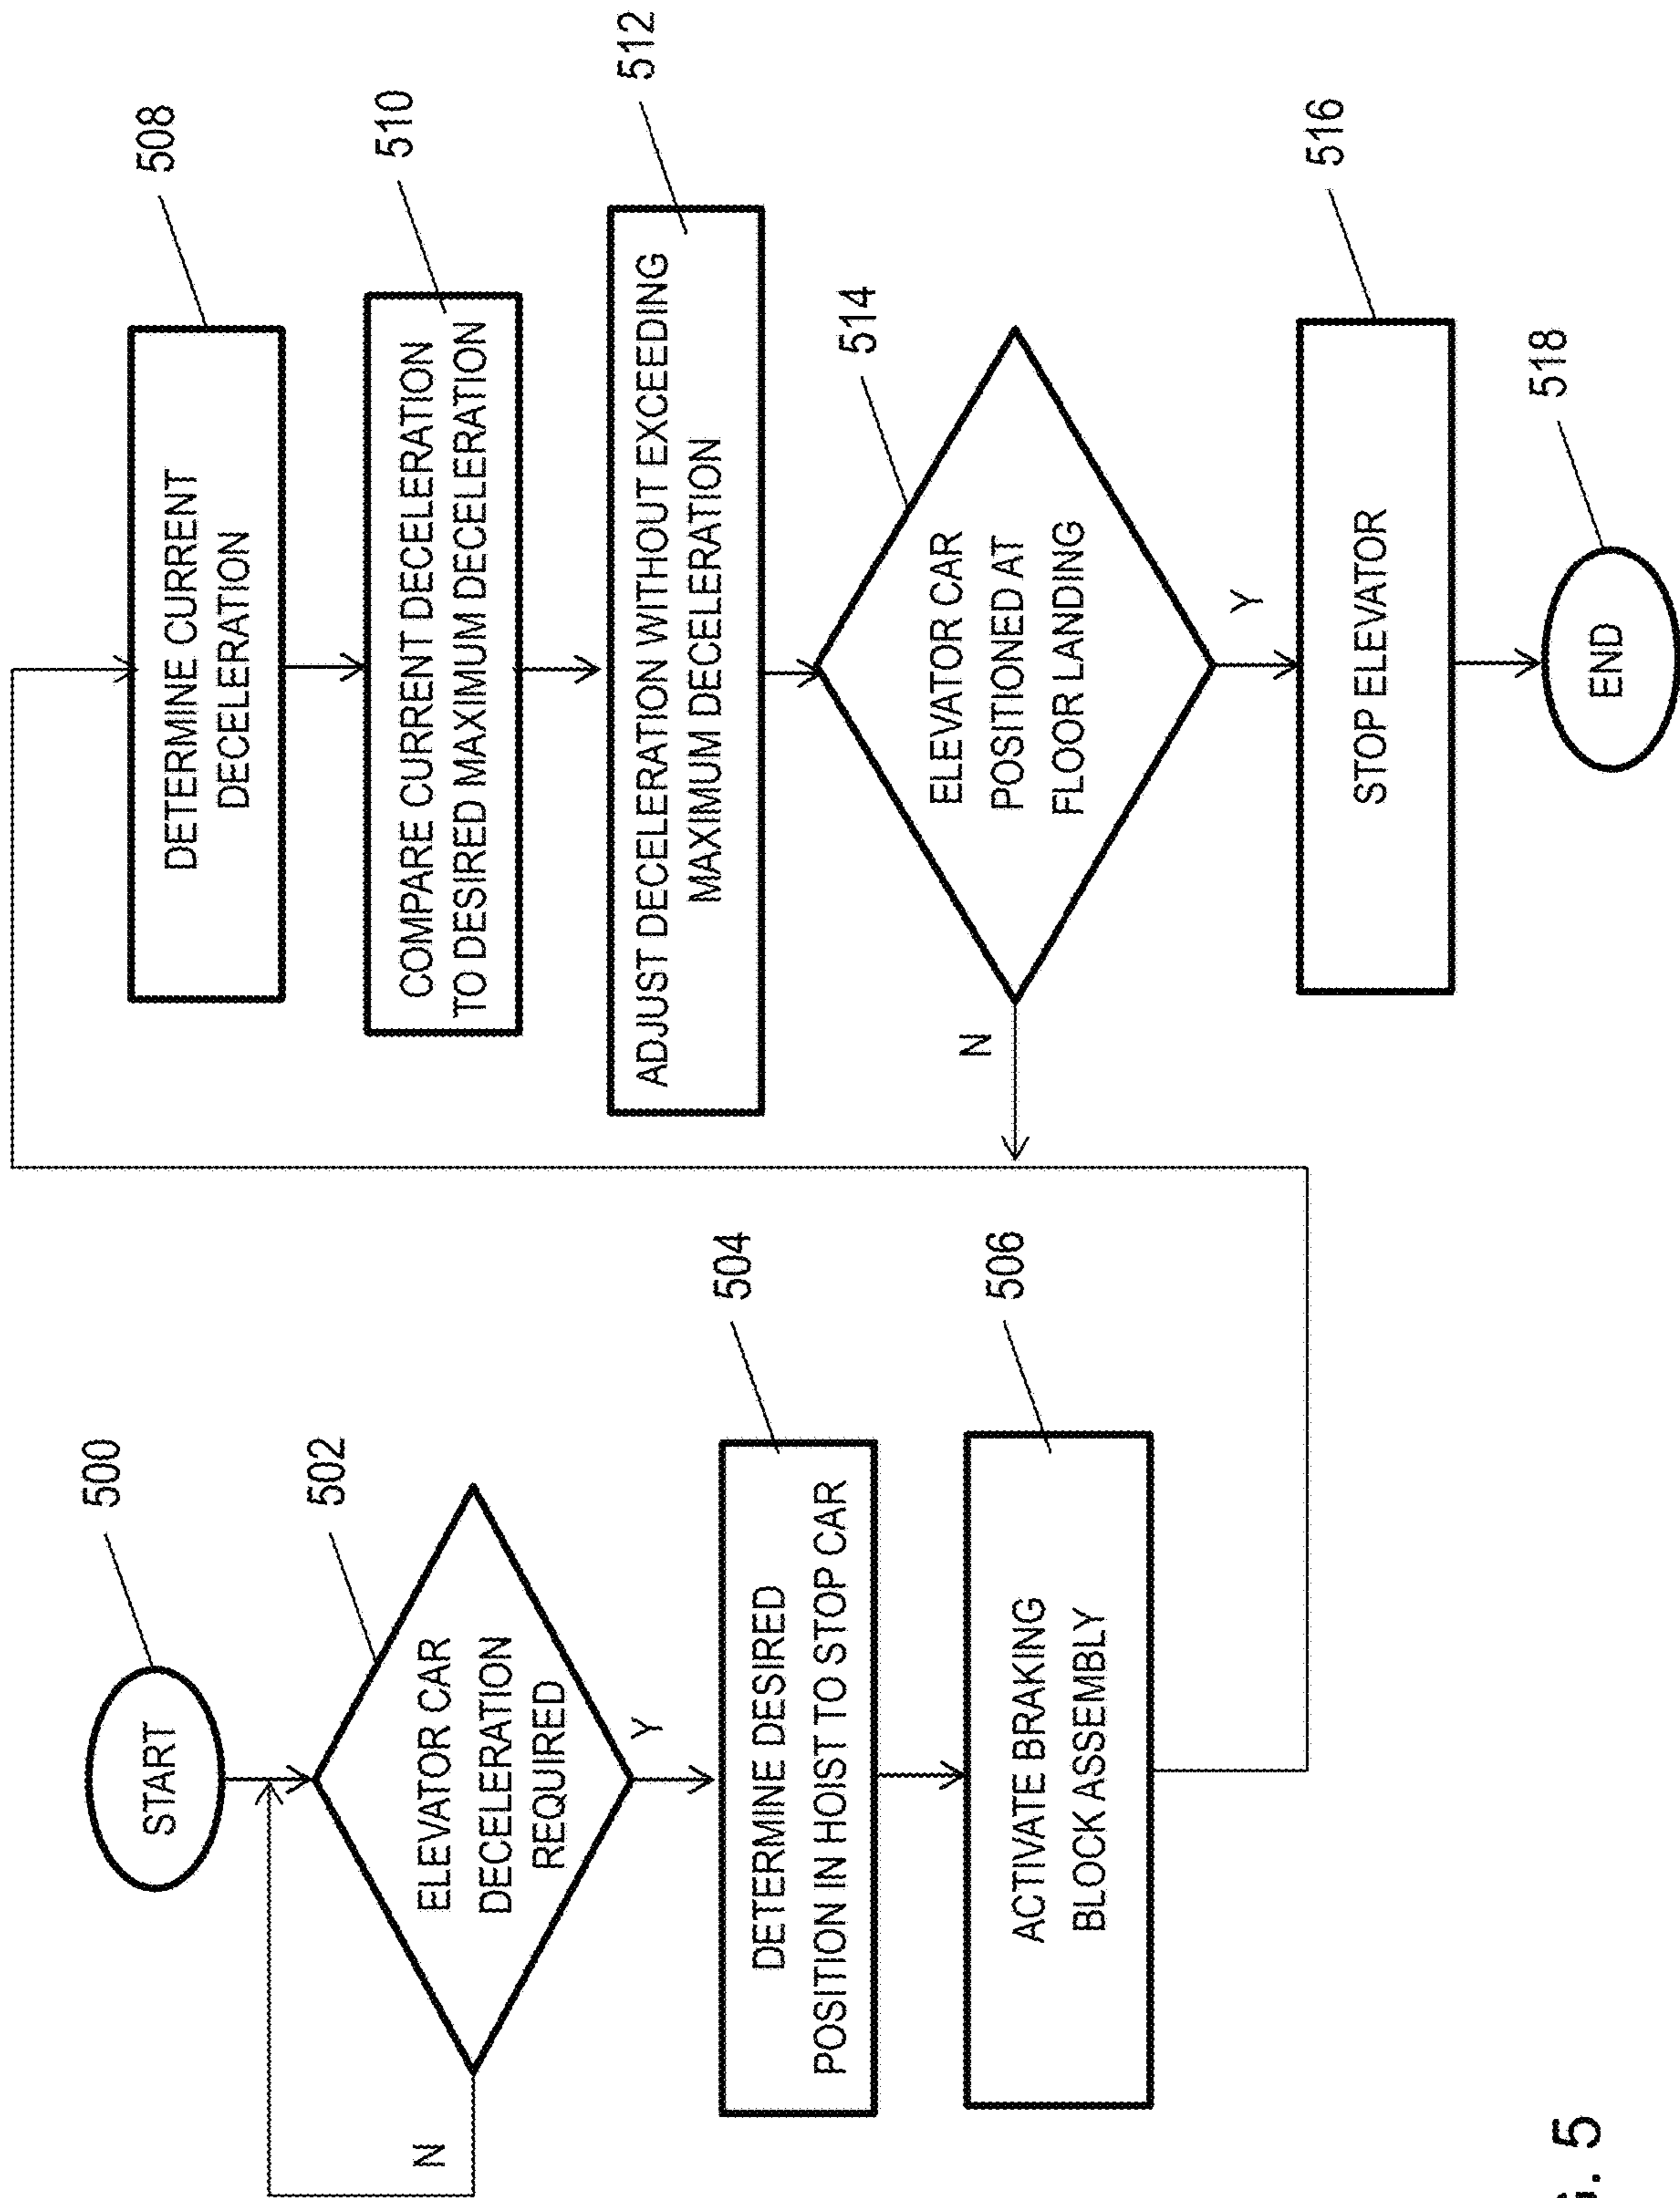 500
START
502
ELEVATOR CAR
DECELERATION
REQUIRED
N
Y
504
DETERMINE DESIRED
POSITION IN HOIST TO STOP CAR
506
ACTIVATE BRAKING
BLOCK ASSEMBLY
508
DETERMINE CURRENT
DECELERATION
510
COMPARE CURRENT DECELERATION
TO DESIRED MAXIMUM DECELERATION
512
ADJUST DECELERATION WITHOUT EXCEEDING
MAXIMUM DECELERATION
514
ELEVATOR CAR
POSITIONED AT
FLOOR LANDING
N
Y
516
STOP ELEVATOR
518
END
. 5